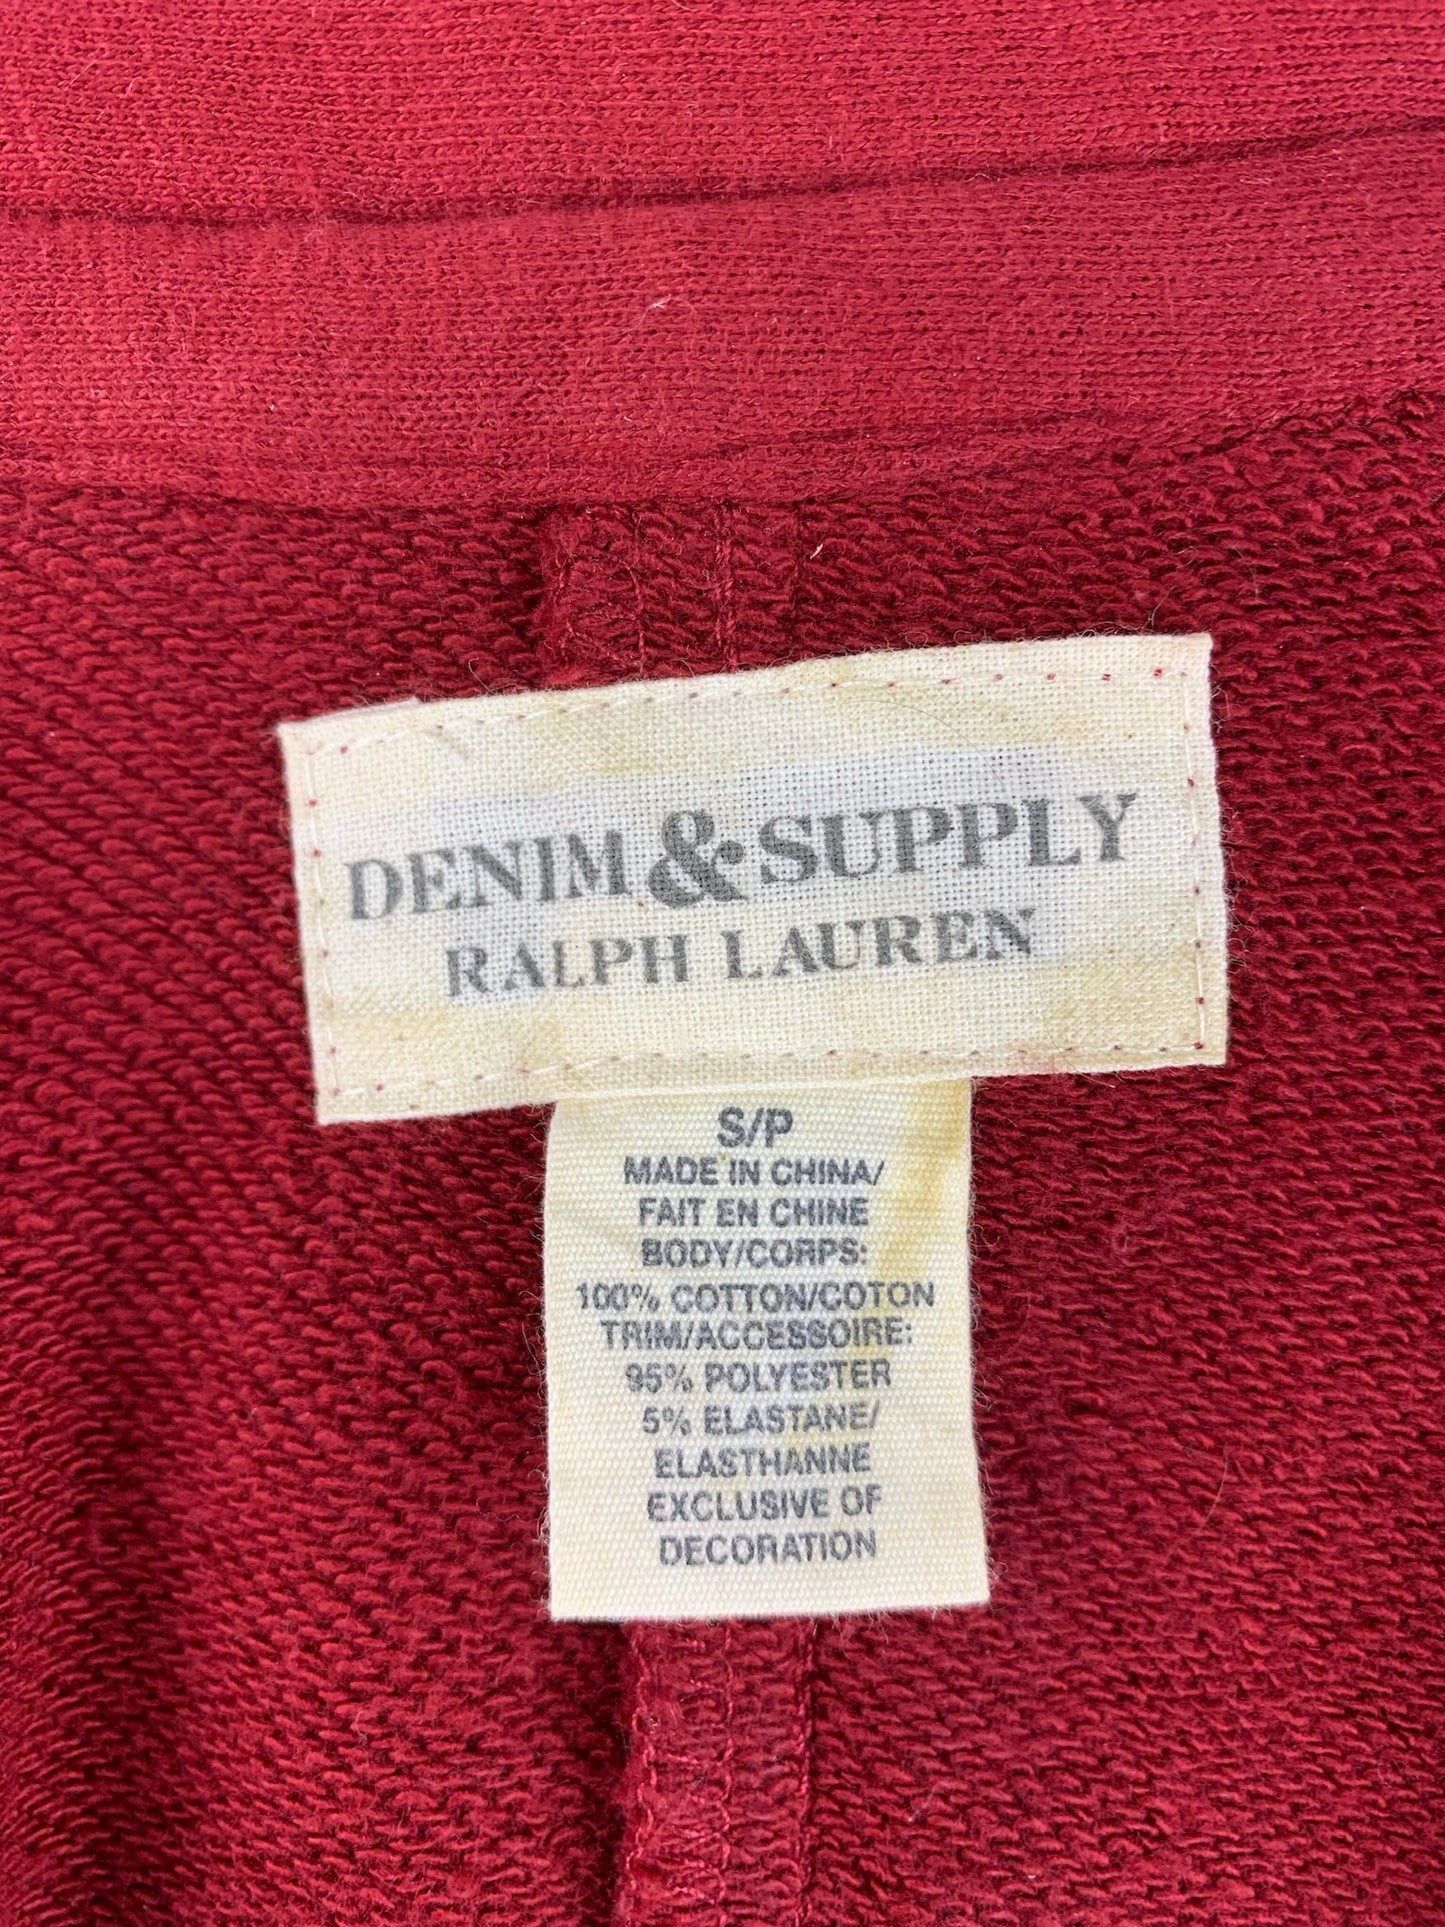 DENIM & SUPPLY
RALPH LAUREN
S/P
MADE IN CHINA/
FAIT EN CHINE
BODY/CORPS:
100% COTTON/COTON
TRIM/ACCESSOIRE:
95% POLYESTER
5% ELASTANE/
ELASTHANNE
EXCLUSIVE OF
DECORATION